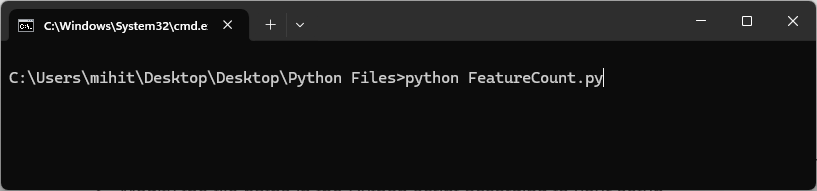 C:\Windows\System32\cmd.e
C:\Users\mihit\Desktop\Desktop\Python Files>python FeatureCount.py